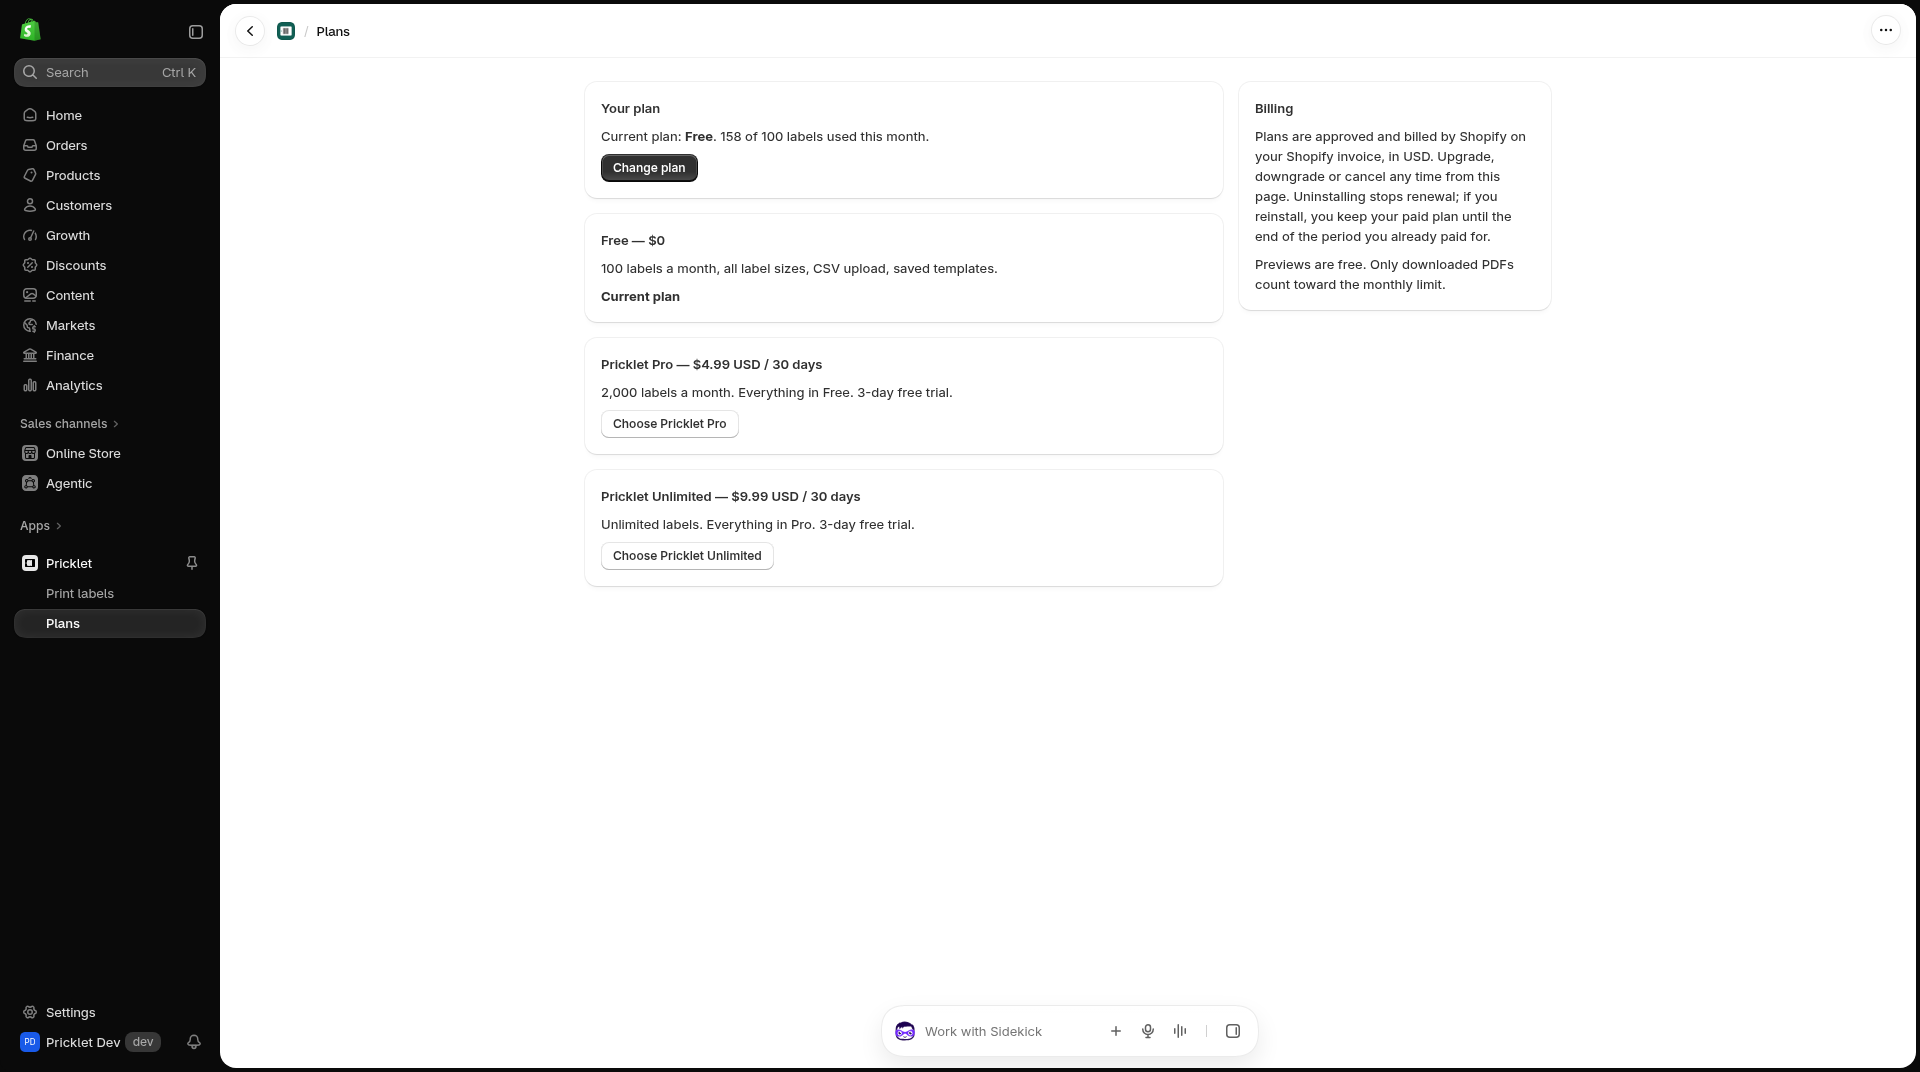 Plans
Search Ctrl K
Home
Orders
Products
Customers
Growth
Discounts
Content
Markets
Finance
Analytics
Sales channels
Online Store
Agentic
Apps
Pricklet
Print labels
Plans
Settings
PD Pricklet Dev dev
Your plan
Current plan: Free. 158 of 100 labels used this month.
Change plan
Free — $0
100 labels a month, all label sizes, CSV upload, saved templates.
Current plan
Pricklet Pro — $4.99 USD / 30 days
2,000 labels a month. Everything in Free. 3-day free trial.
Choose Pricklet Pro
Pricklet Unlimited — $9.99 USD / 30 days
Unlimited labels. Everything in Pro. 3-day free trial.
Choose Pricklet Unlimited
Billing
Plans are approved and billed by Shopify on
your Shopify invoice, in USD. Upgrade,
downgrade or cancel any time from this
page. Uninstalling stops renewal; if you
reinstall, you keep your paid plan until the
end of the period you already paid for.
Previews are free. Only downloaded PDFs
count toward the monthly limit.
Work with Sidekick